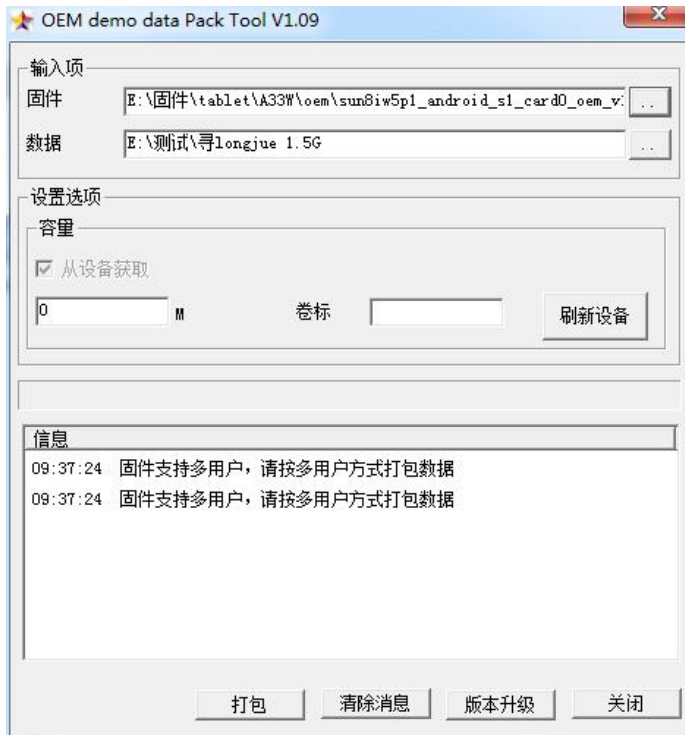 OEM demo data Pack Tool V1.09
输入项
固件 E:\固件\tablet\A33W\oem\sun8iw5p1_android_s1_card0_oem_v ..
数据 E:\测试\寻longjue 1.5G ..
设置选项
容量
从设备获取
0 M 卷标 刷新设备
信息
09:37:24 固件支持多用户，请按多用户方式打包数据
09:37:24 固件支持多用户，请按多用户方式打包数据
打包 清除消息 版本升级 关闭